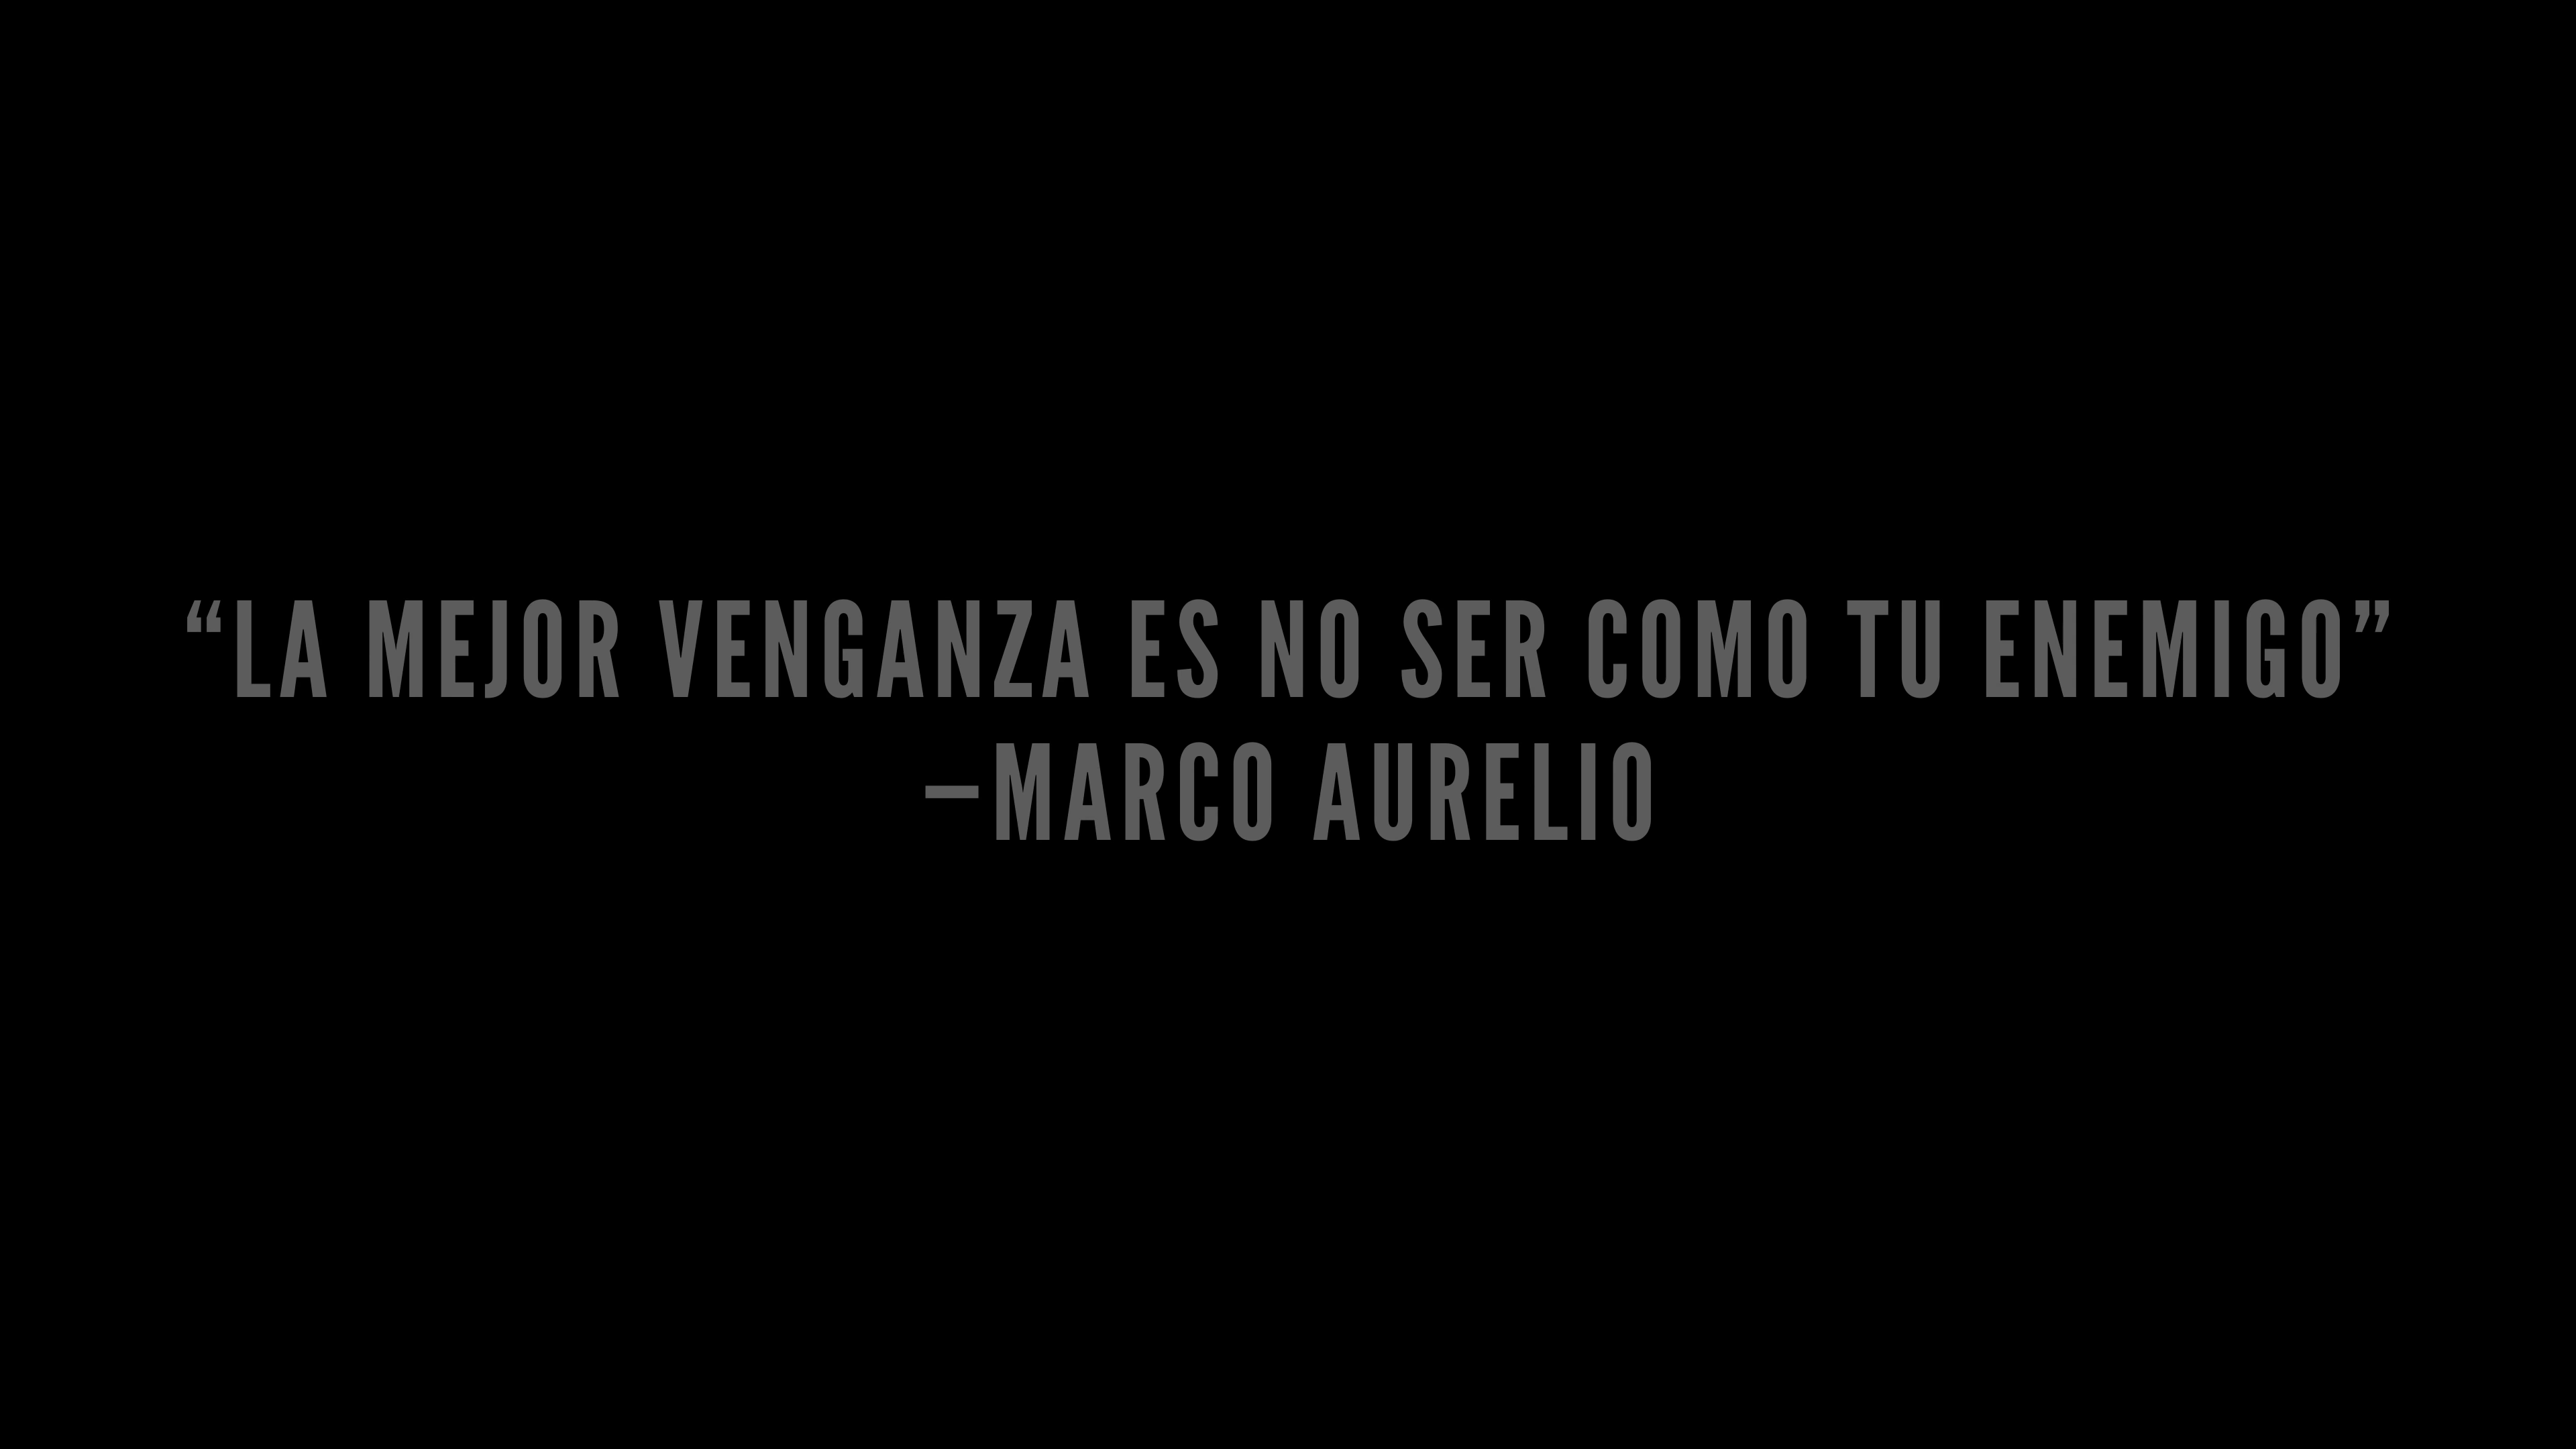 “LA MEJOR VENGANZA ES NO SER COMO TU ENEMIGO”
—MARCO AURELIO